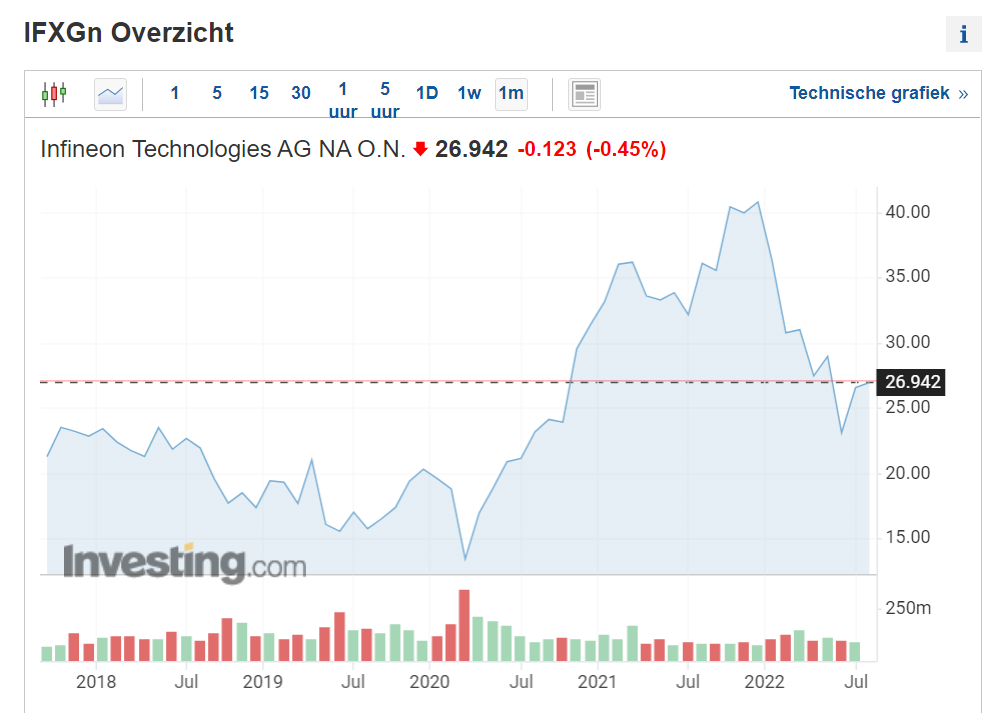 IFXGn Overzicht
i
1 5 15 30 1 uur 5 uur 1D 1w 1m
Technische grafiek »
Infineon Technologies AG NA O.N. 26.942 -0.123 (-0.45%)
40.00
35.00
30.00
26.942
25.00
20.00
15.00
Investing.com
250m
2018 Jul 2019 Jul 2020 Jul 2021 Jul 2022 Jul